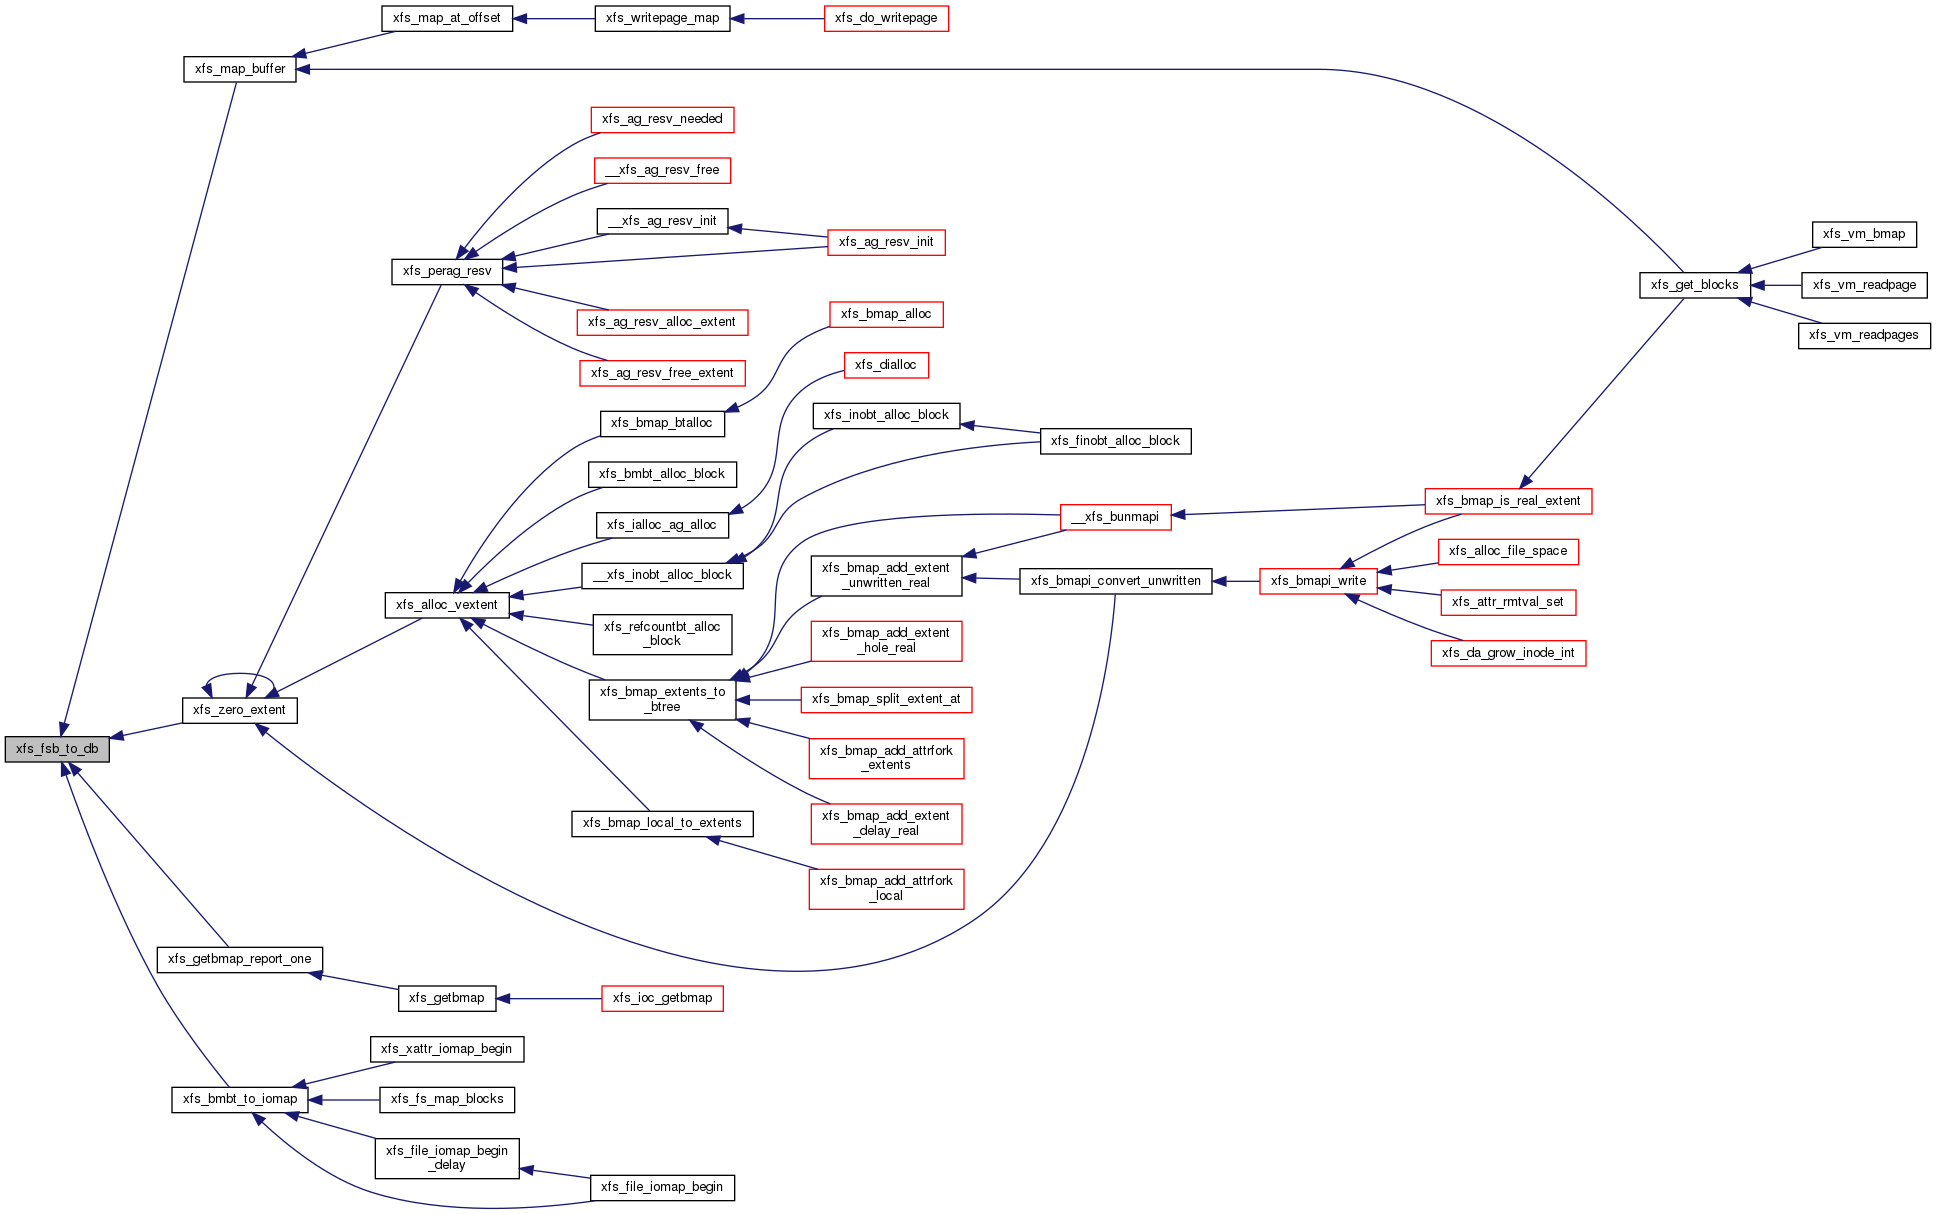 xfs_map_at_offset
xfs_writepage_map
xfs_do_writepage
xfs_map_buffer
xfs_ag_resv_needed
__xfs_ag_resv_free
__xfs_ag_resv_init
xfs_ag_resv_init
xfs_perag_resv
xfs_vm_bmap
xfs_get_blocks
xfs_vm_readpage
xfs_vm_readpages
xfs_ag_resv_alloc_extent
xfs_bmap_alloc
xfs_ag_resv_free_extent
xfs_dialloc
xfs_bmap_btalloc
xfs_inobt_alloc_block
xfs_finobt_alloc_block
xfs_bmbt_alloc_block
xfs_ialloc_ag_alloc
__xfs_bunmapi
xfs_bmap_is_real_extent
xfs_alloc_file_space
__xfs_inobt_alloc_block
xfs_bmap_add_extent
_unwritten_real
xfs_bmapi_convert_unwritten
xfs_bmapi_write
xfs_attr_rmtval_set
xfs_alloc_vextent
xfs_refcountbt_alloc
_block
xfs_bmap_add_extent
_hole_real
xfs_da_grow_inode_int
xfs_bmap_extents_to
_btree
xfs_bmap_split_extent_at
xfs_zero_extent
xfs_fsb_to_db
xfs_bmap_add_attrfork
_extents
xfs_bmap_local_to_extents
xfs_bmap_add_extent
_delay_real
xfs_bmap_add_attrfork
_local
xfs_getbmap_report_one
xfs_getbmap
xfs_ioc_getbmap
xfs_xattr_iomap_begin
xfs_bmbt_to_iomap
xfs_fs_map_blocks
xfs_file_iomap_begin
_delay
xfs_file_iomap_begin